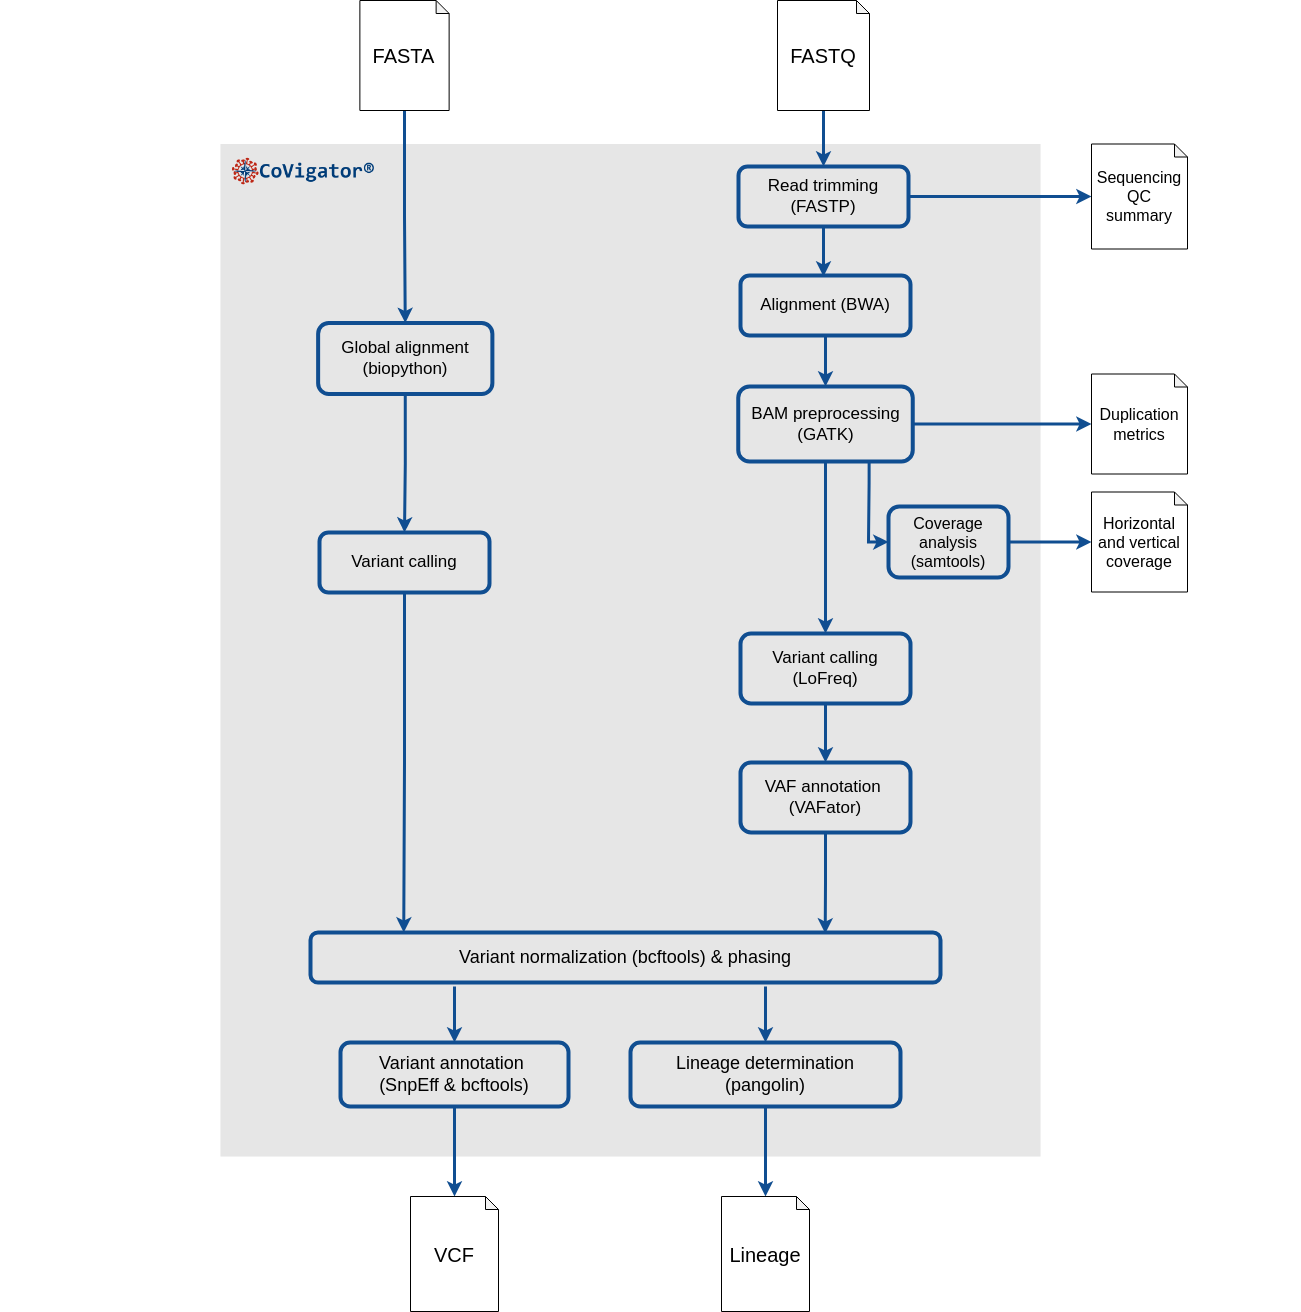 FASTA
FASTQ
CoVigator®
Read trimming
(FASTP)
Sequencing
QC
summary
Alignment (BWA)
Global alignment
(biopython)
BAM preprocessing
(GATK)
Duplication
metrics
Coverage
analysis
(samtools)
Horizontal
and vertical
coverage
Variant calling
Variant calling
(LoFreq)
VAF annotation
(VAFator)
Variant normalization (bcftools) & phasing
Variant annotation
(SnpEff & bcftools)
Lineage determination
(pangolin)
VCF
Lineage